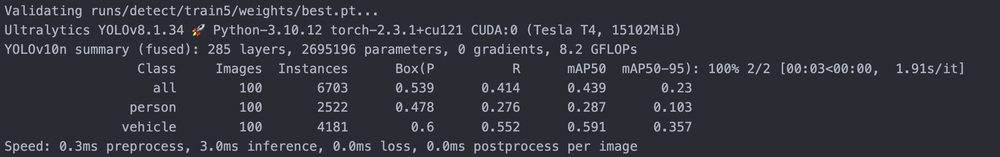 Validating runs/detect/train5/weights/best.pt...
Ultralytics YOLOv8.1.34 🚀 Python-3.10.12 torch-2.3.1+cu121 CUDA:0 (Tesla T4, 15102MiB)
YOLOv10n summary (fused): 285 layers, 2695196 parameters, 0 gradients, 8.2 GFLOPs
Class Images Instances Box(P R mAP50 mAP50-95): 100% 2/2 [00:03<00:00, 1.91s/it]
all 100 6703 0.539 0.414 0.439 0.23
person 100 2522 0.478 0.276 0.287 0.103
vehicle 100 4181 0.6 0.552 0.591 0.357
Speed: 0.3ms preprocess, 3.0ms inference, 0.0ms loss, 0.0ms postprocess per image